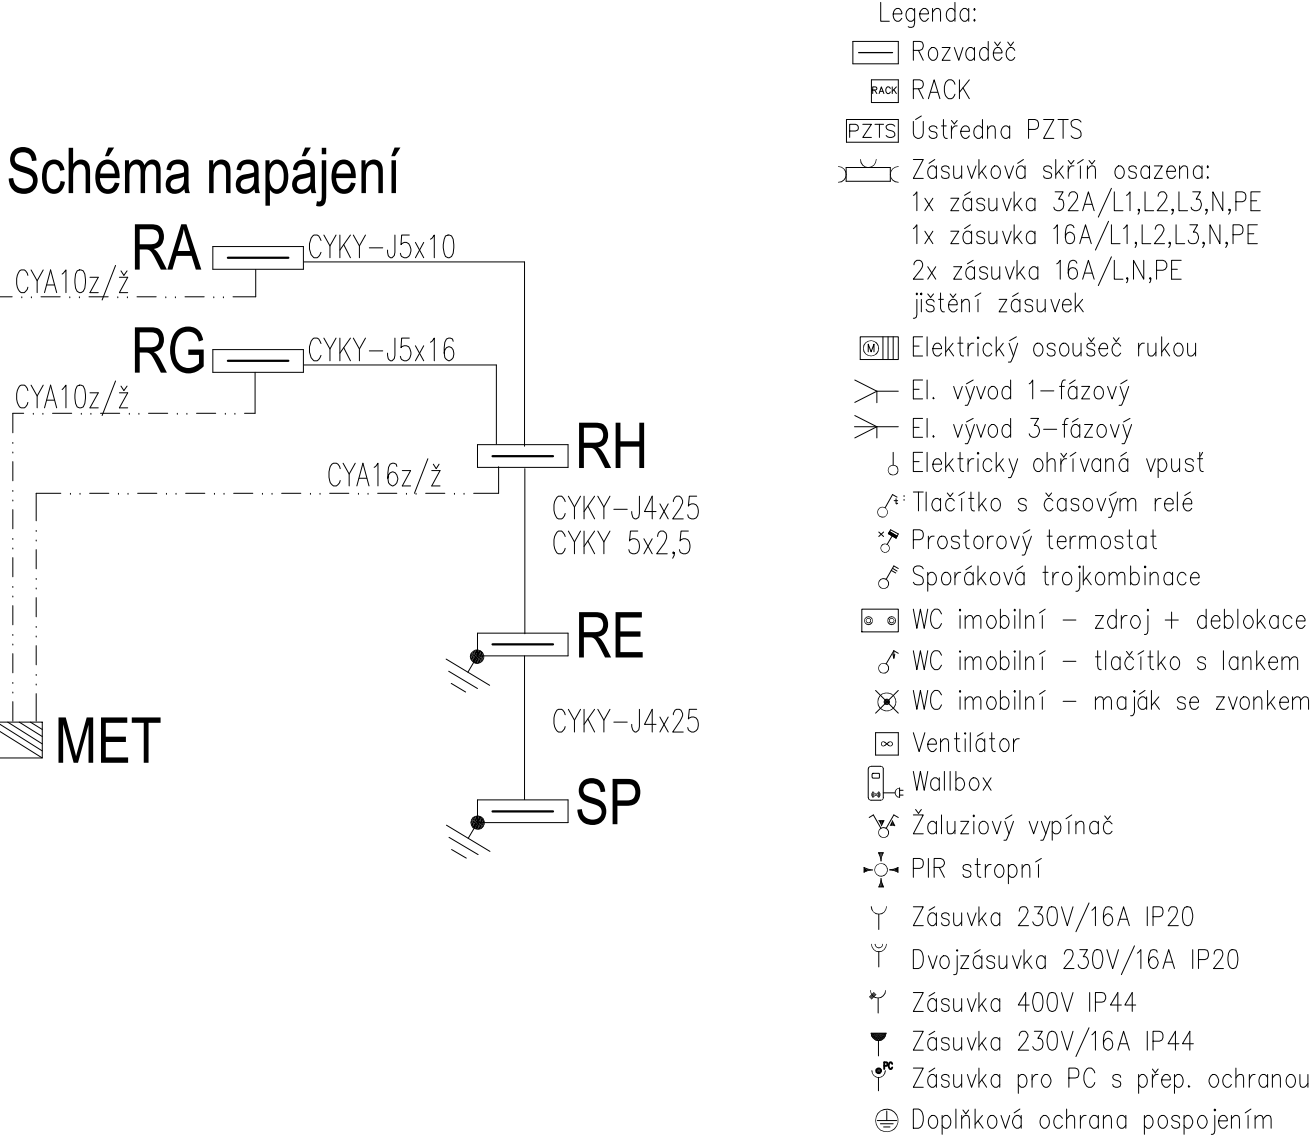 Schéma napájení
RA
CYKY-J5x10
CYA10z/ž
RG
CYKY-J5x16
CYA10z/ž
RH
CYA16z/ž
CYKY-J4x25
CYKY 5x2,5
RE
CYKY-J4x25
MET
SP
Legenda:
Rozvaděč
RACK RACK
PZTS Ústředna PZTS
Zásuvková skříň osazena:
1x zásuvka 32A/L1,L2,L3,N,PE
1x zásuvka 16A/L1,L2,L3,N,PE
2x zásuvka 16A/L,N,PE
jištění zásuvek
M Elektrický osoušeč rukou
El. vývod 1-fázový
El. vývod 3-fázový
Elektricky ohřívaná vpusť
Tlačítko s časovým relé
Prostorový termostat
Sporáková trojkombinace
WC imobilní - zdroj + deblokace
WC imobilní - tlačítko s lankem
WC imobilní - maják se zvonkem
Ventilátor
Wallbox
Žaluziový vypínač
PIR stropní
Zásuvka 230V/16A IP20
Dvojzásuvka 230V/16A IP20
Zásuvka 400V IP44
Zásuvka 230V/16A IP44
PC Zásuvka pro PC s přep. ochranou
Doplňková ochrana pospojením